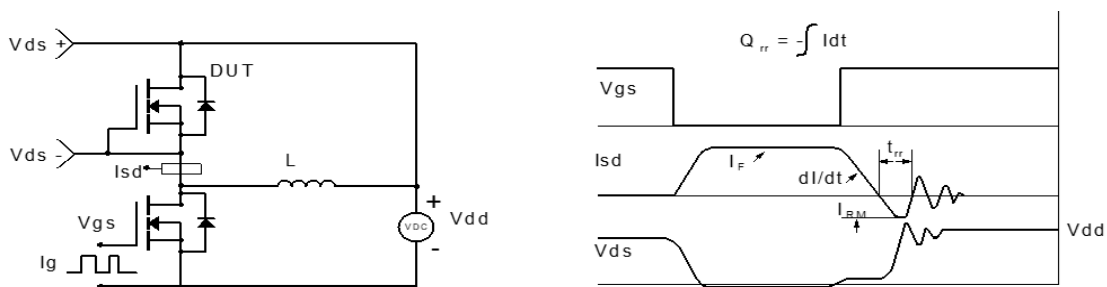 Vds +
DUT
Vds -
Isd
L
Vgs
Ig
+
VDC
-
Vdd
Q rr = -∫ Idt
Vgs
Isd
I F
dI/dt
t rr
I RM
Vds
Vdd